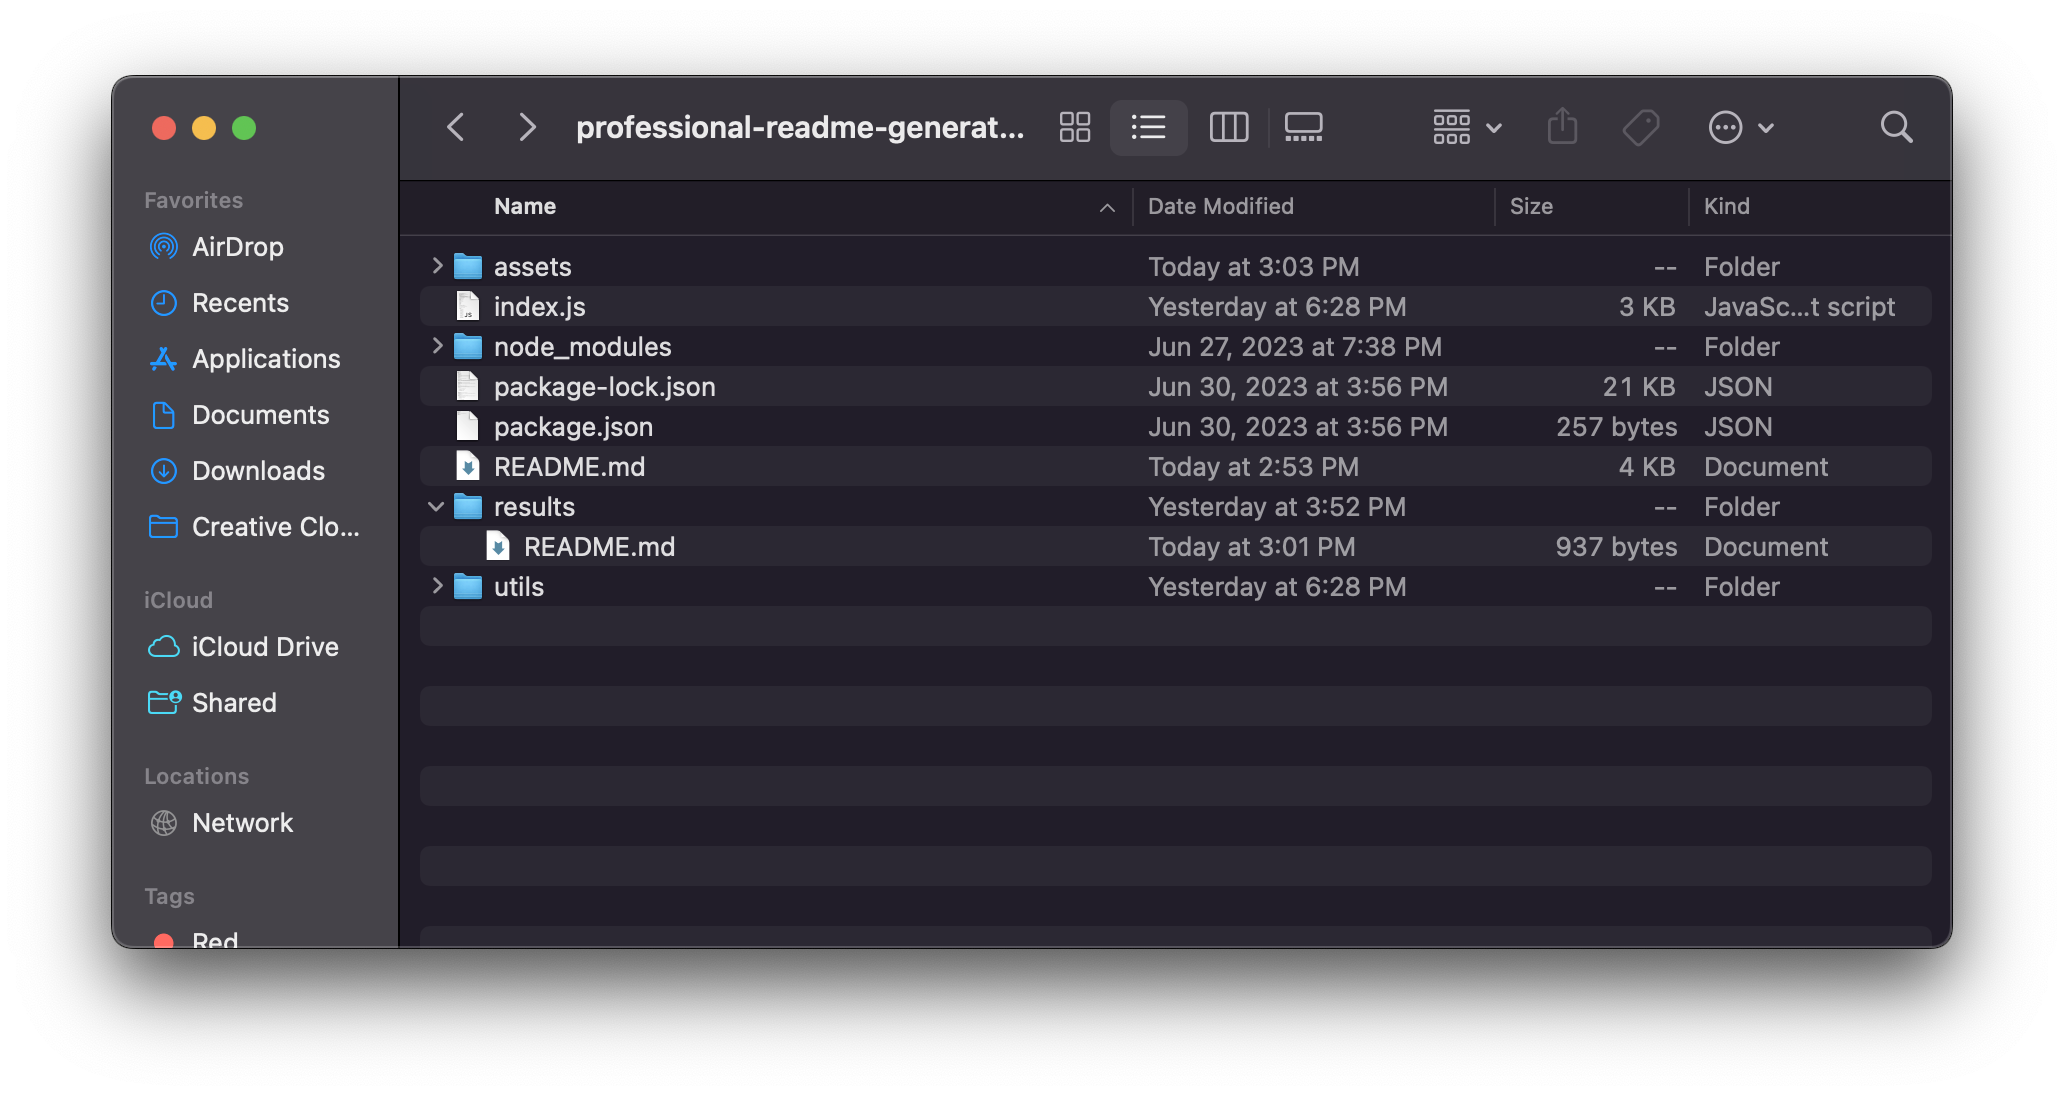 professional-readme-generat...
Favorites
AirDrop
Recents
Applications
Documents
Downloads
Creative Clo...
iCloud
iCloud Drive
Shared
Locations
Network
Tags
Red
Name Date Modified Size Kind
assets Today at 3:03 PM -- Folder
JS index.js Yesterday at 6:28 PM 3 KB JavaSc...t script
node_modules Jun 27, 2023 at 7:38 PM -- Folder
package-lock.json Jun 30, 2023 at 3:56 PM 21 KB JSON
package.json Jun 30, 2023 at 3:56 PM 257 bytes JSON
README.md Today at 2:53 PM 4 KB Document
results Yesterday at 3:52 PM -- Folder
README.md Today at 3:01 PM 937 bytes Document
utils Yesterday at 6:28 PM -- Folder